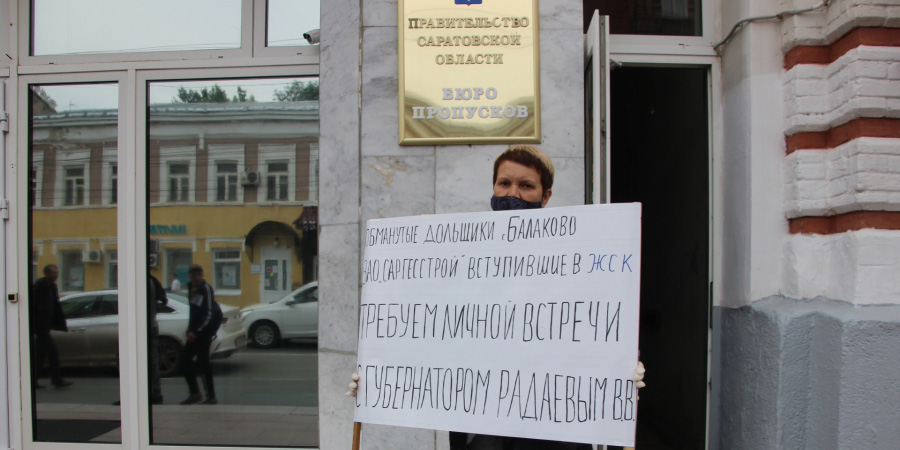 ПРАВИТЕЛЬСТВО
САРАТОВСКОЙ
ОБЛАСТИ
БЮРО
ПРОПУСКОВ
ОБМАНУТЫЕ ДОЛЬЩИКИ г. БАЛАКОВО
ЗАО „САРГЕССТРОЙ" ВСТУПИВШИЕ В ЖСК
ТРЕБУЕМ ЛИЧНОЙ ВСТРЕЧИ
С ГУБЕРНАТОРОМ РАДАЕВЫМ В.В.